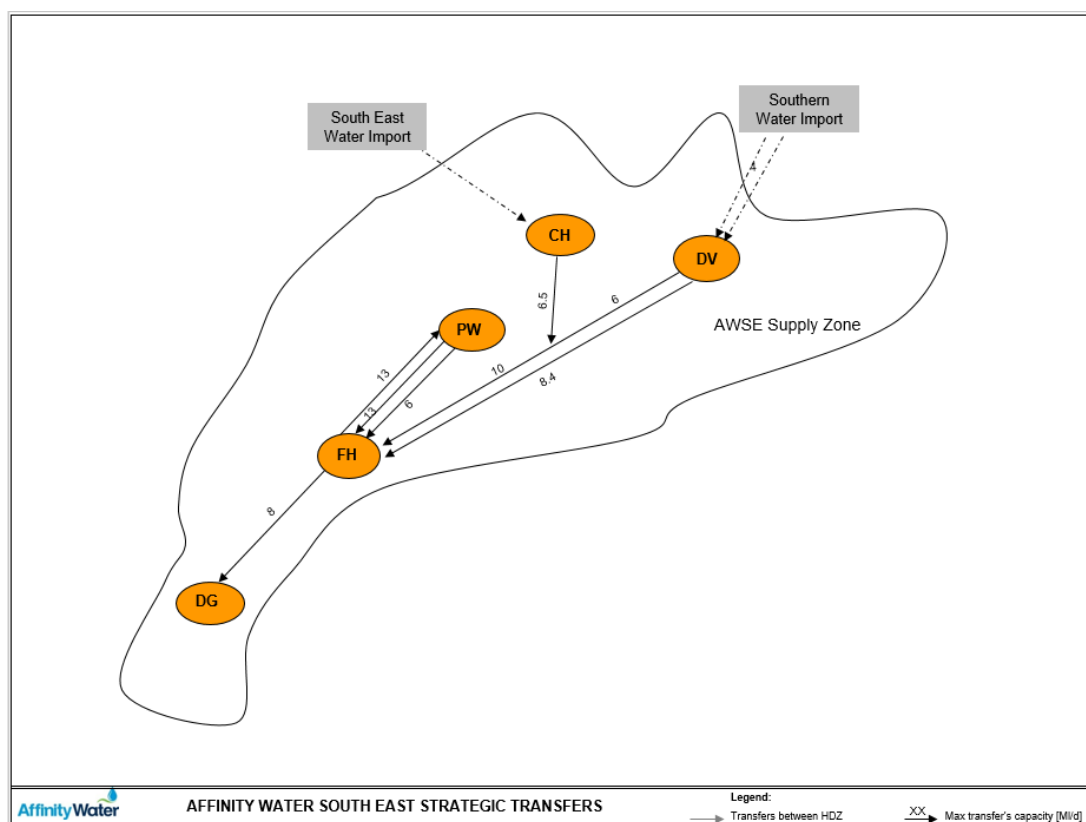 South East
Water Import
Southern
Water Import
4
CH
DV
6.5
6
PW
AWSE Supply Zone
13
10
8.4
13
6
FH
8
DG
Affinity Water
AFFINITY WATER SOUTH EAST STRATEGIC TRANSFERS
Legend:
Transfers between HDZ
XX
Max transfer's capacity [Ml/d]